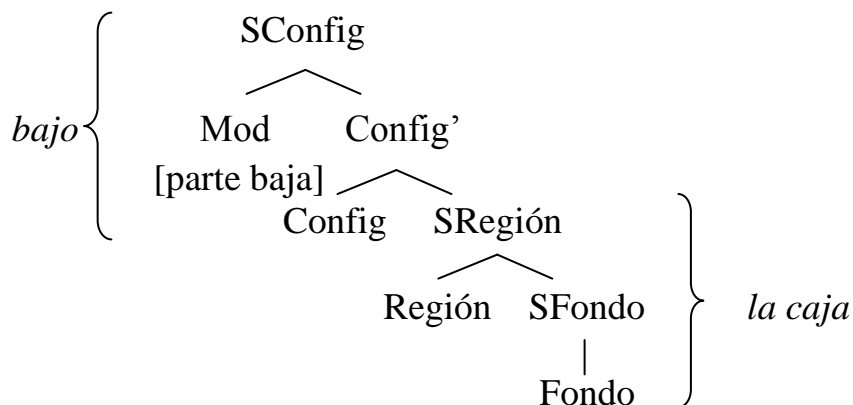 SConfig
bajo Mod Config’
[parte baja]
Config SRegión
Región SFondo la caja
Fondo